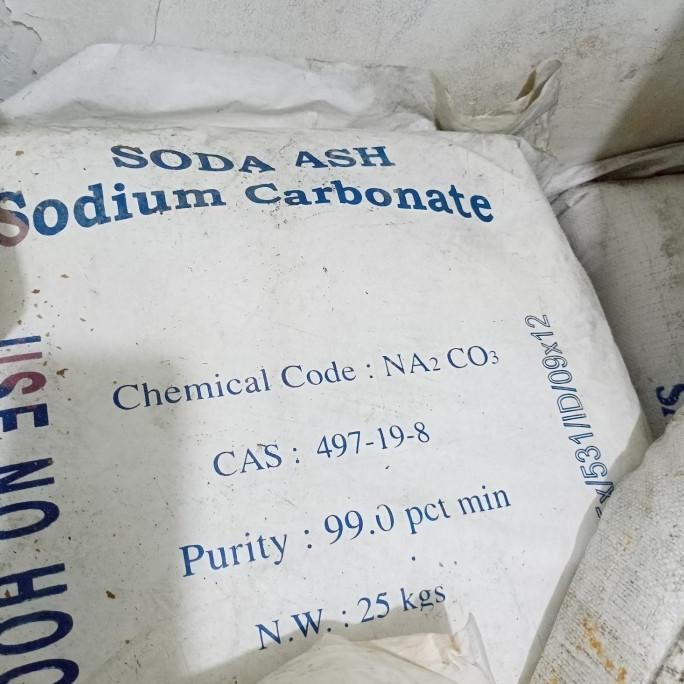 SODA ASH
Sodium Carbonate
Chemical Code : NA₂ CO₃
CAS : 497-19-8
Purity : 99.0 pct min
N.W. : 25 kgs
USE NO
/531/ID/09x12